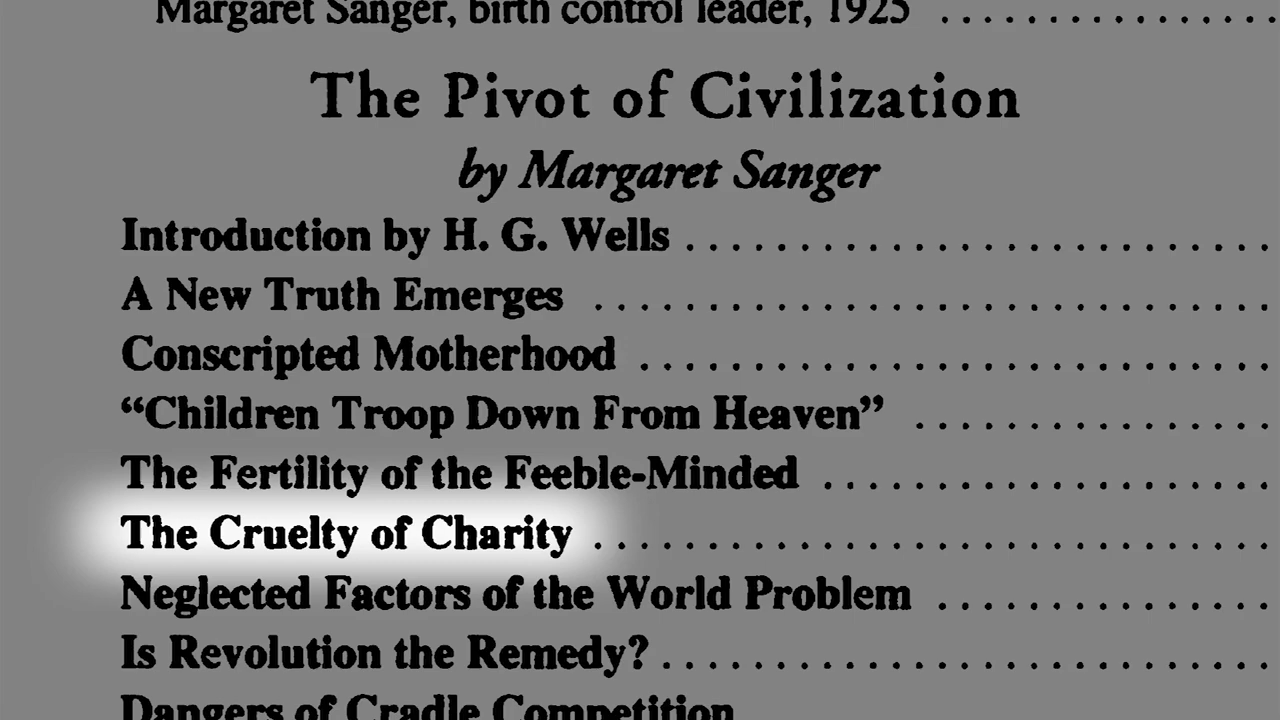 Margaret Sanger, birth control leader, 1925 . . . . . . . . . . . . . . .
The Pivot of Civilization
by Margaret Sanger
Introduction by H. G. Wells . . . . . . . . . . . . . . . . . . . . . . . . . .
A New Truth Emerges . . . . . . . . . . . . . . . . . . . . . . . . . . . . . .
Conscripted Motherhood . . . . . . . . . . . . . . . . . . . . . . . . . . . .
“Children Troop Down From Heaven” . . . . . . . . . . . . . . . .
The Fertility of the Feeble-Minded . . . . . . . . . . . . . . . . . . . .
The Cruelty of Charity . . . . . . . . . . . . . . . . . . . . . . . . . . . . . .
Neglected Factors of the World Problem . . . . . . . . . . . . . . .
Is Revolution the Remedy? . . . . . . . . . . . . . . . . . . . . . . . . . . .
Dangers of Cradle Competition